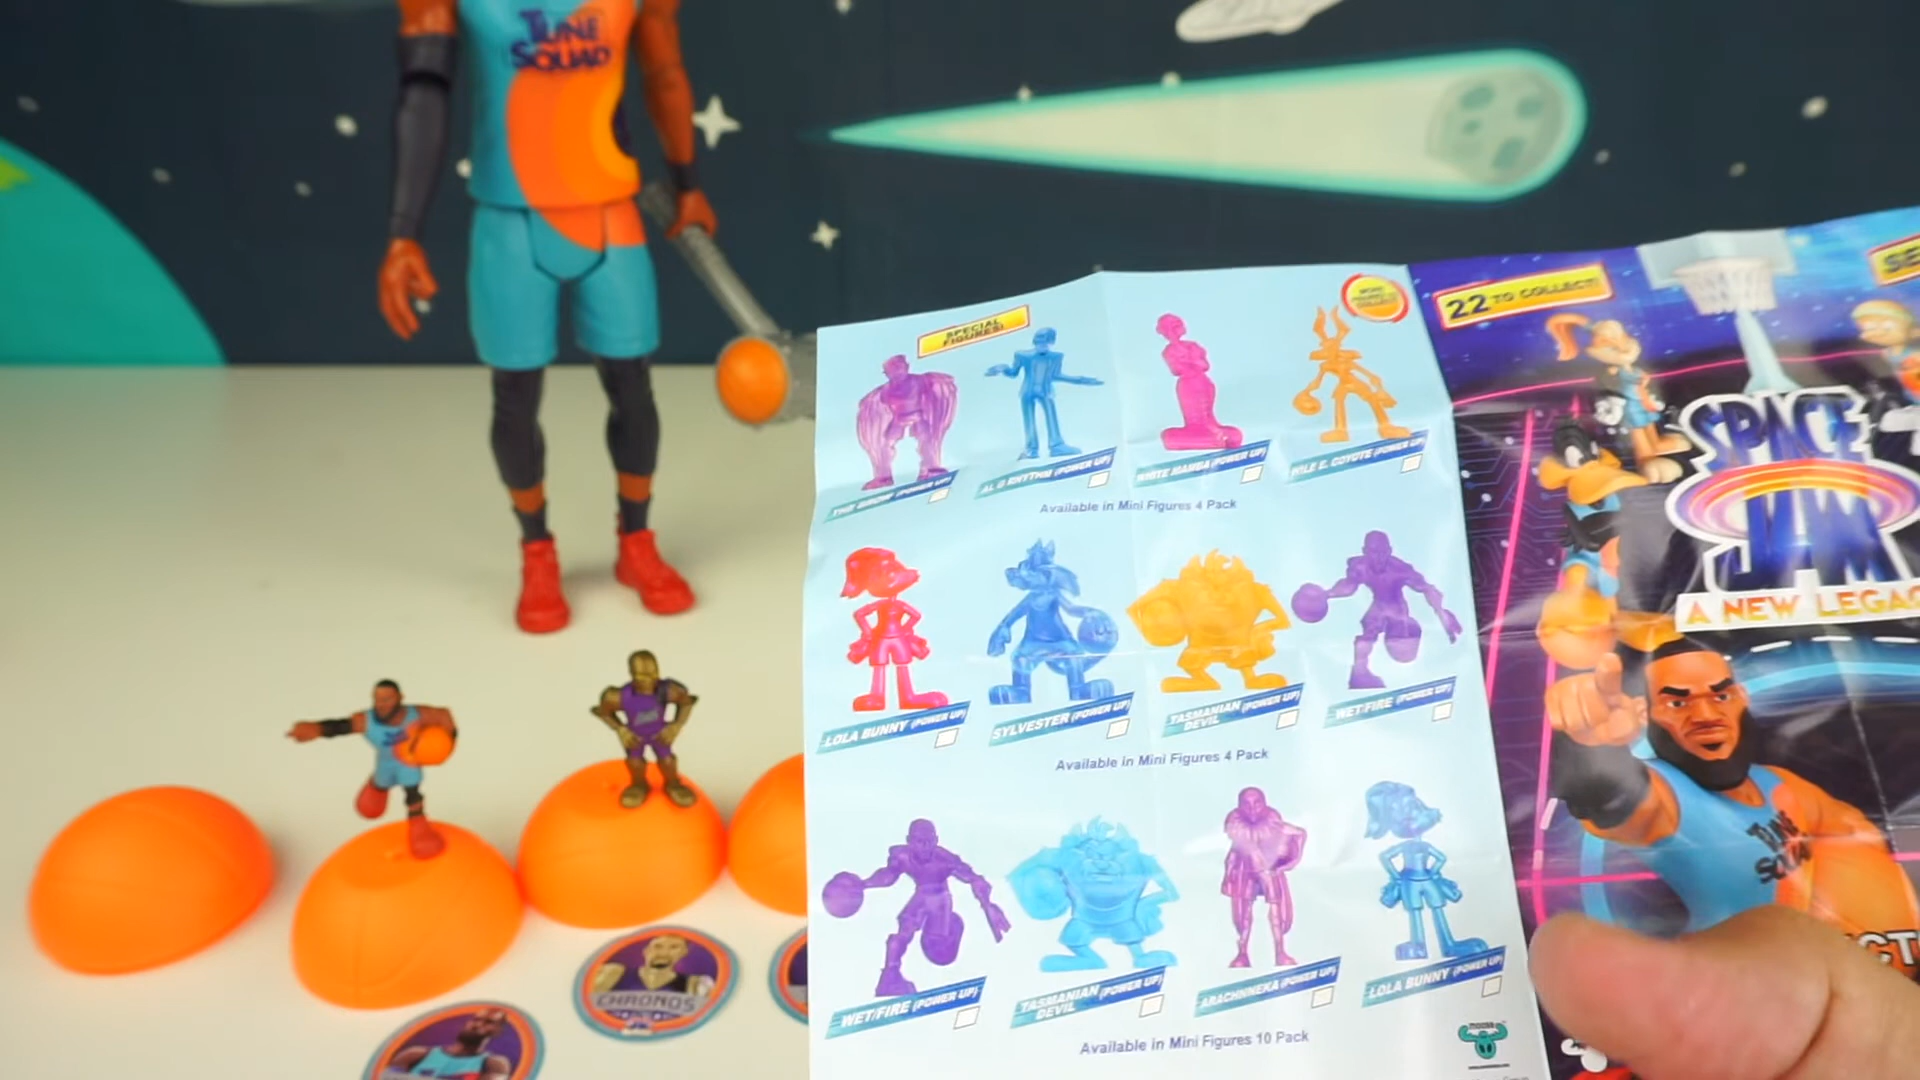 TUNE
SQUAD
SPECIAL
FIGURES!
22 TO COLLECT!
SE
THE BROW (POWER UP)
AL G RHYTHM (POWER UP)
WHITE MAMBA (POWER UP)
WILE E. COYOTE (POWER UP)
Available in Mini Figures 4 Pack
SPACE
JAM
A NEW LEGAC
LOLA BUNNY (POWER UP)
SYLVESTER (POWER UP)
TASMANIAN (POWER UP)
DEVIL
WET/FIRE (POWER UP)
Available in Mini Figures 4 Pack
TUNE
SQUA
WET/FIRE (POWER UP)
TASMANIAN (POWER UP)
DEVIL
ARACHNNEKA (POWER UP)
LOLA BUNNY (POWER UP)
Available in Mini Figures 10 Pack
CHRONOS